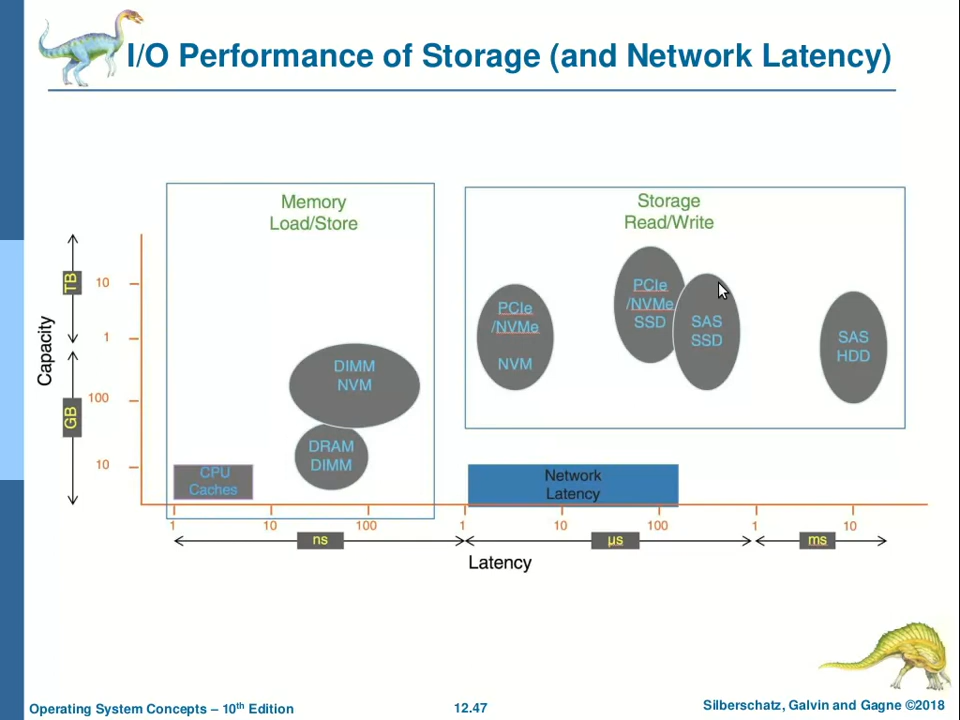 I/O Performance of Storage (and Network Latency)
Memory
Load/Store
Storage
Read/Write
Capacity
TB
GB
10
1
100
10
PCIe
/NVMe
NVM
PCIe
/NVMe
SSD
SAS
SSD
SAS
HDD
DIMM
NVM
DRAM
DIMM
CPU
Caches
Network
Latency
1 10 100 1 10 100 1 10
ns µs ms
Latency
Operating System Concepts – 10th Edition
12.47
Silberschatz, Galvin and Gagne ©2018